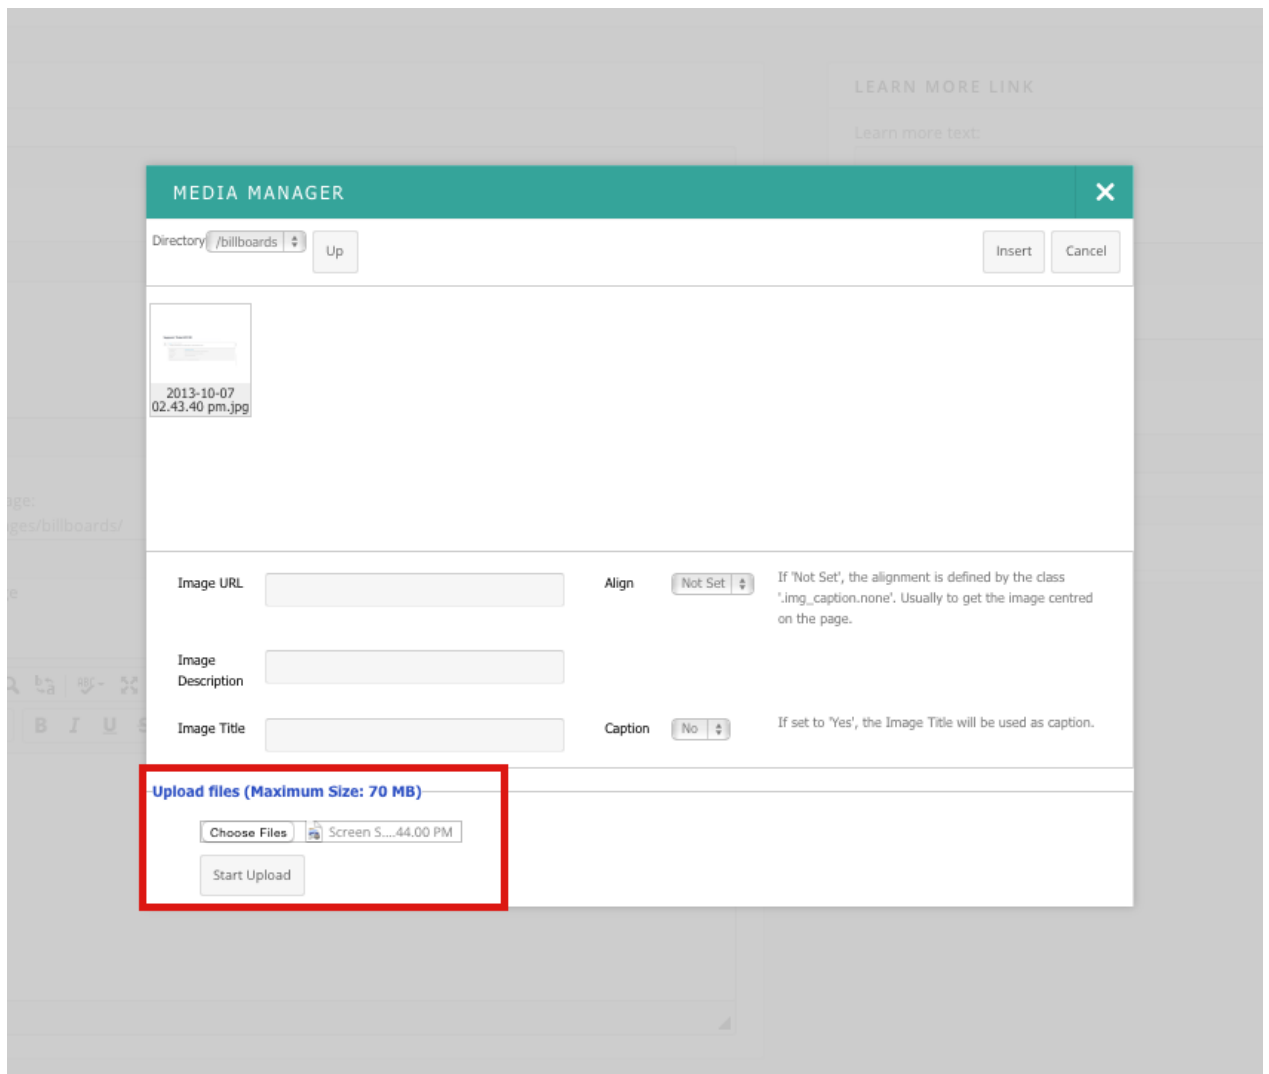 LEARN MORE LINK
Learn more text:
MEDIA MANAGER
Directory /billboards Up Insert Cancel
2013-10-07
02.43.40 pm.jpg
age:
ges/billboards/
Image URL
Align Not Set
If 'Not Set', the alignment is defined by the class
'.img_caption.none'. Usually to get the image centred
on the page.
Image
Description
B I U S
Image Title
Caption No
If set to 'Yes', the Image Title will be used as caption.
Upload files (Maximum Size: 70 MB)
Choose Files Screen S....44.00 PM
Start Upload